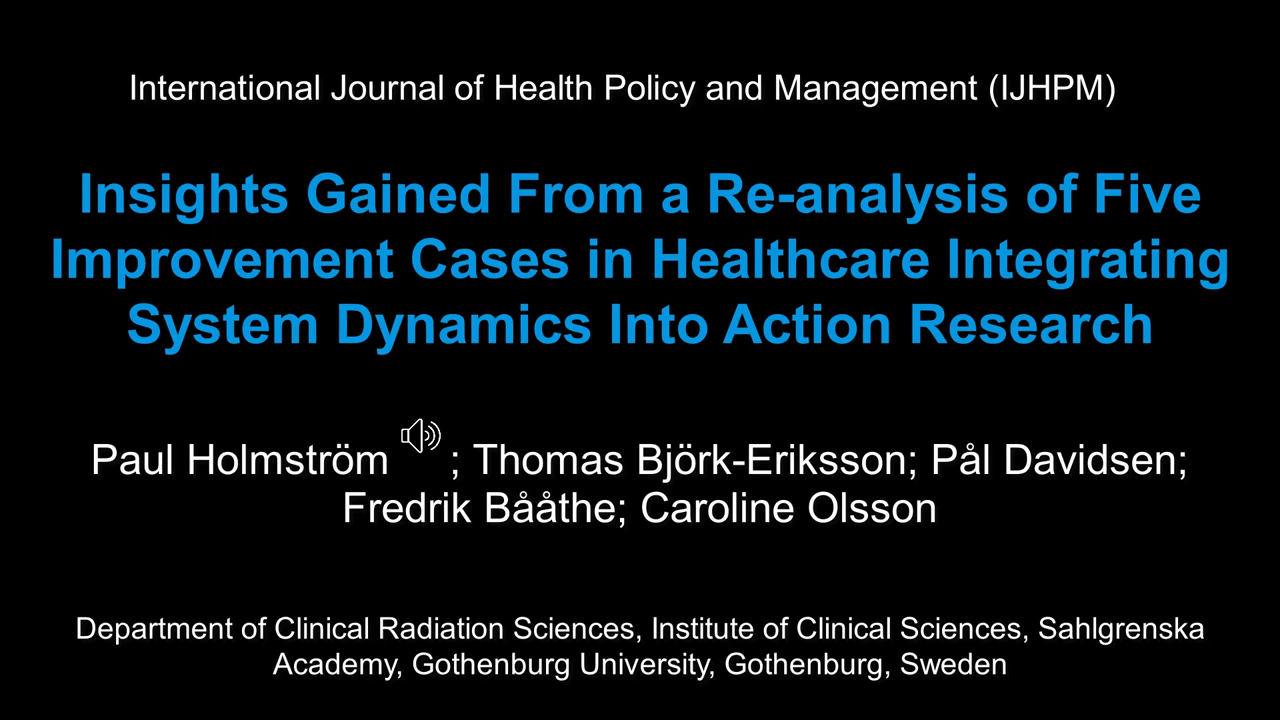 International Journal of Health Policy and Management (IJHPM)
Insights Gained From a Re-analysis of Five
Improvement Cases in Healthcare Integrating
System Dynamics Into Action Research
Paul Holmström ; Thomas Björk-Eriksson; Pål Davidsen;
Fredrik Bååthe; Caroline Olsson
Department of Clinical Radiation Sciences, Institute of Clinical Sciences, Sahlgrenska
Academy, Gothenburg University, Gothenburg, Sweden